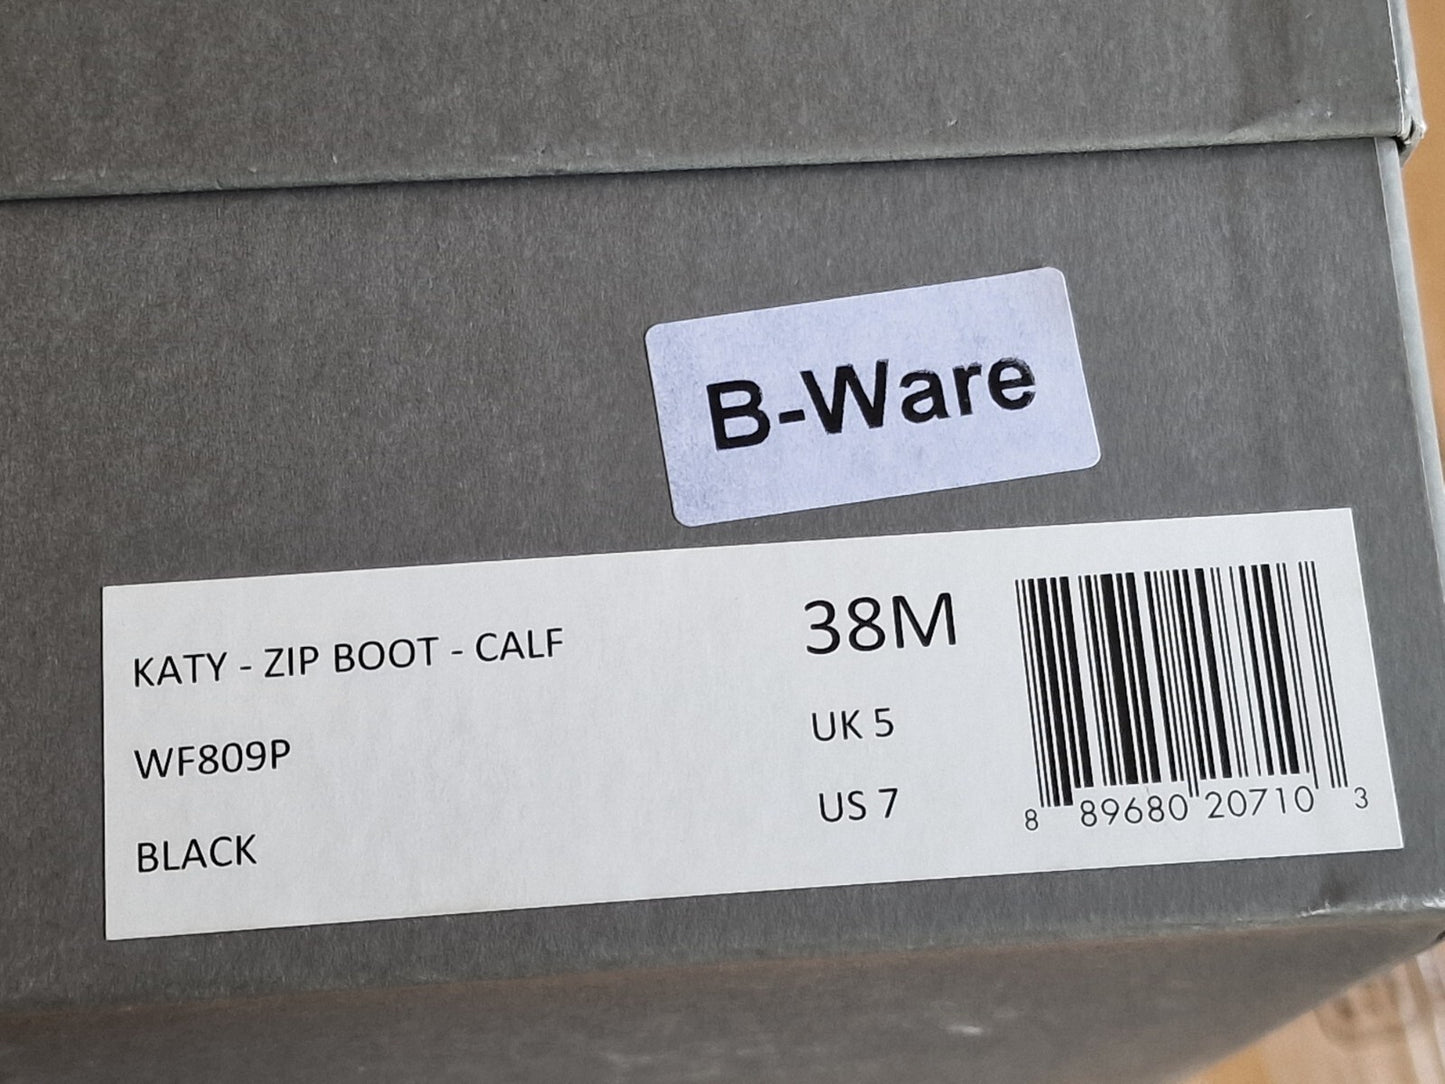 B-Ware
KATY - ZIP BOOT - CALF
WF809P
BLACK
38M
UK 5
US 7
8 89680 20710 3